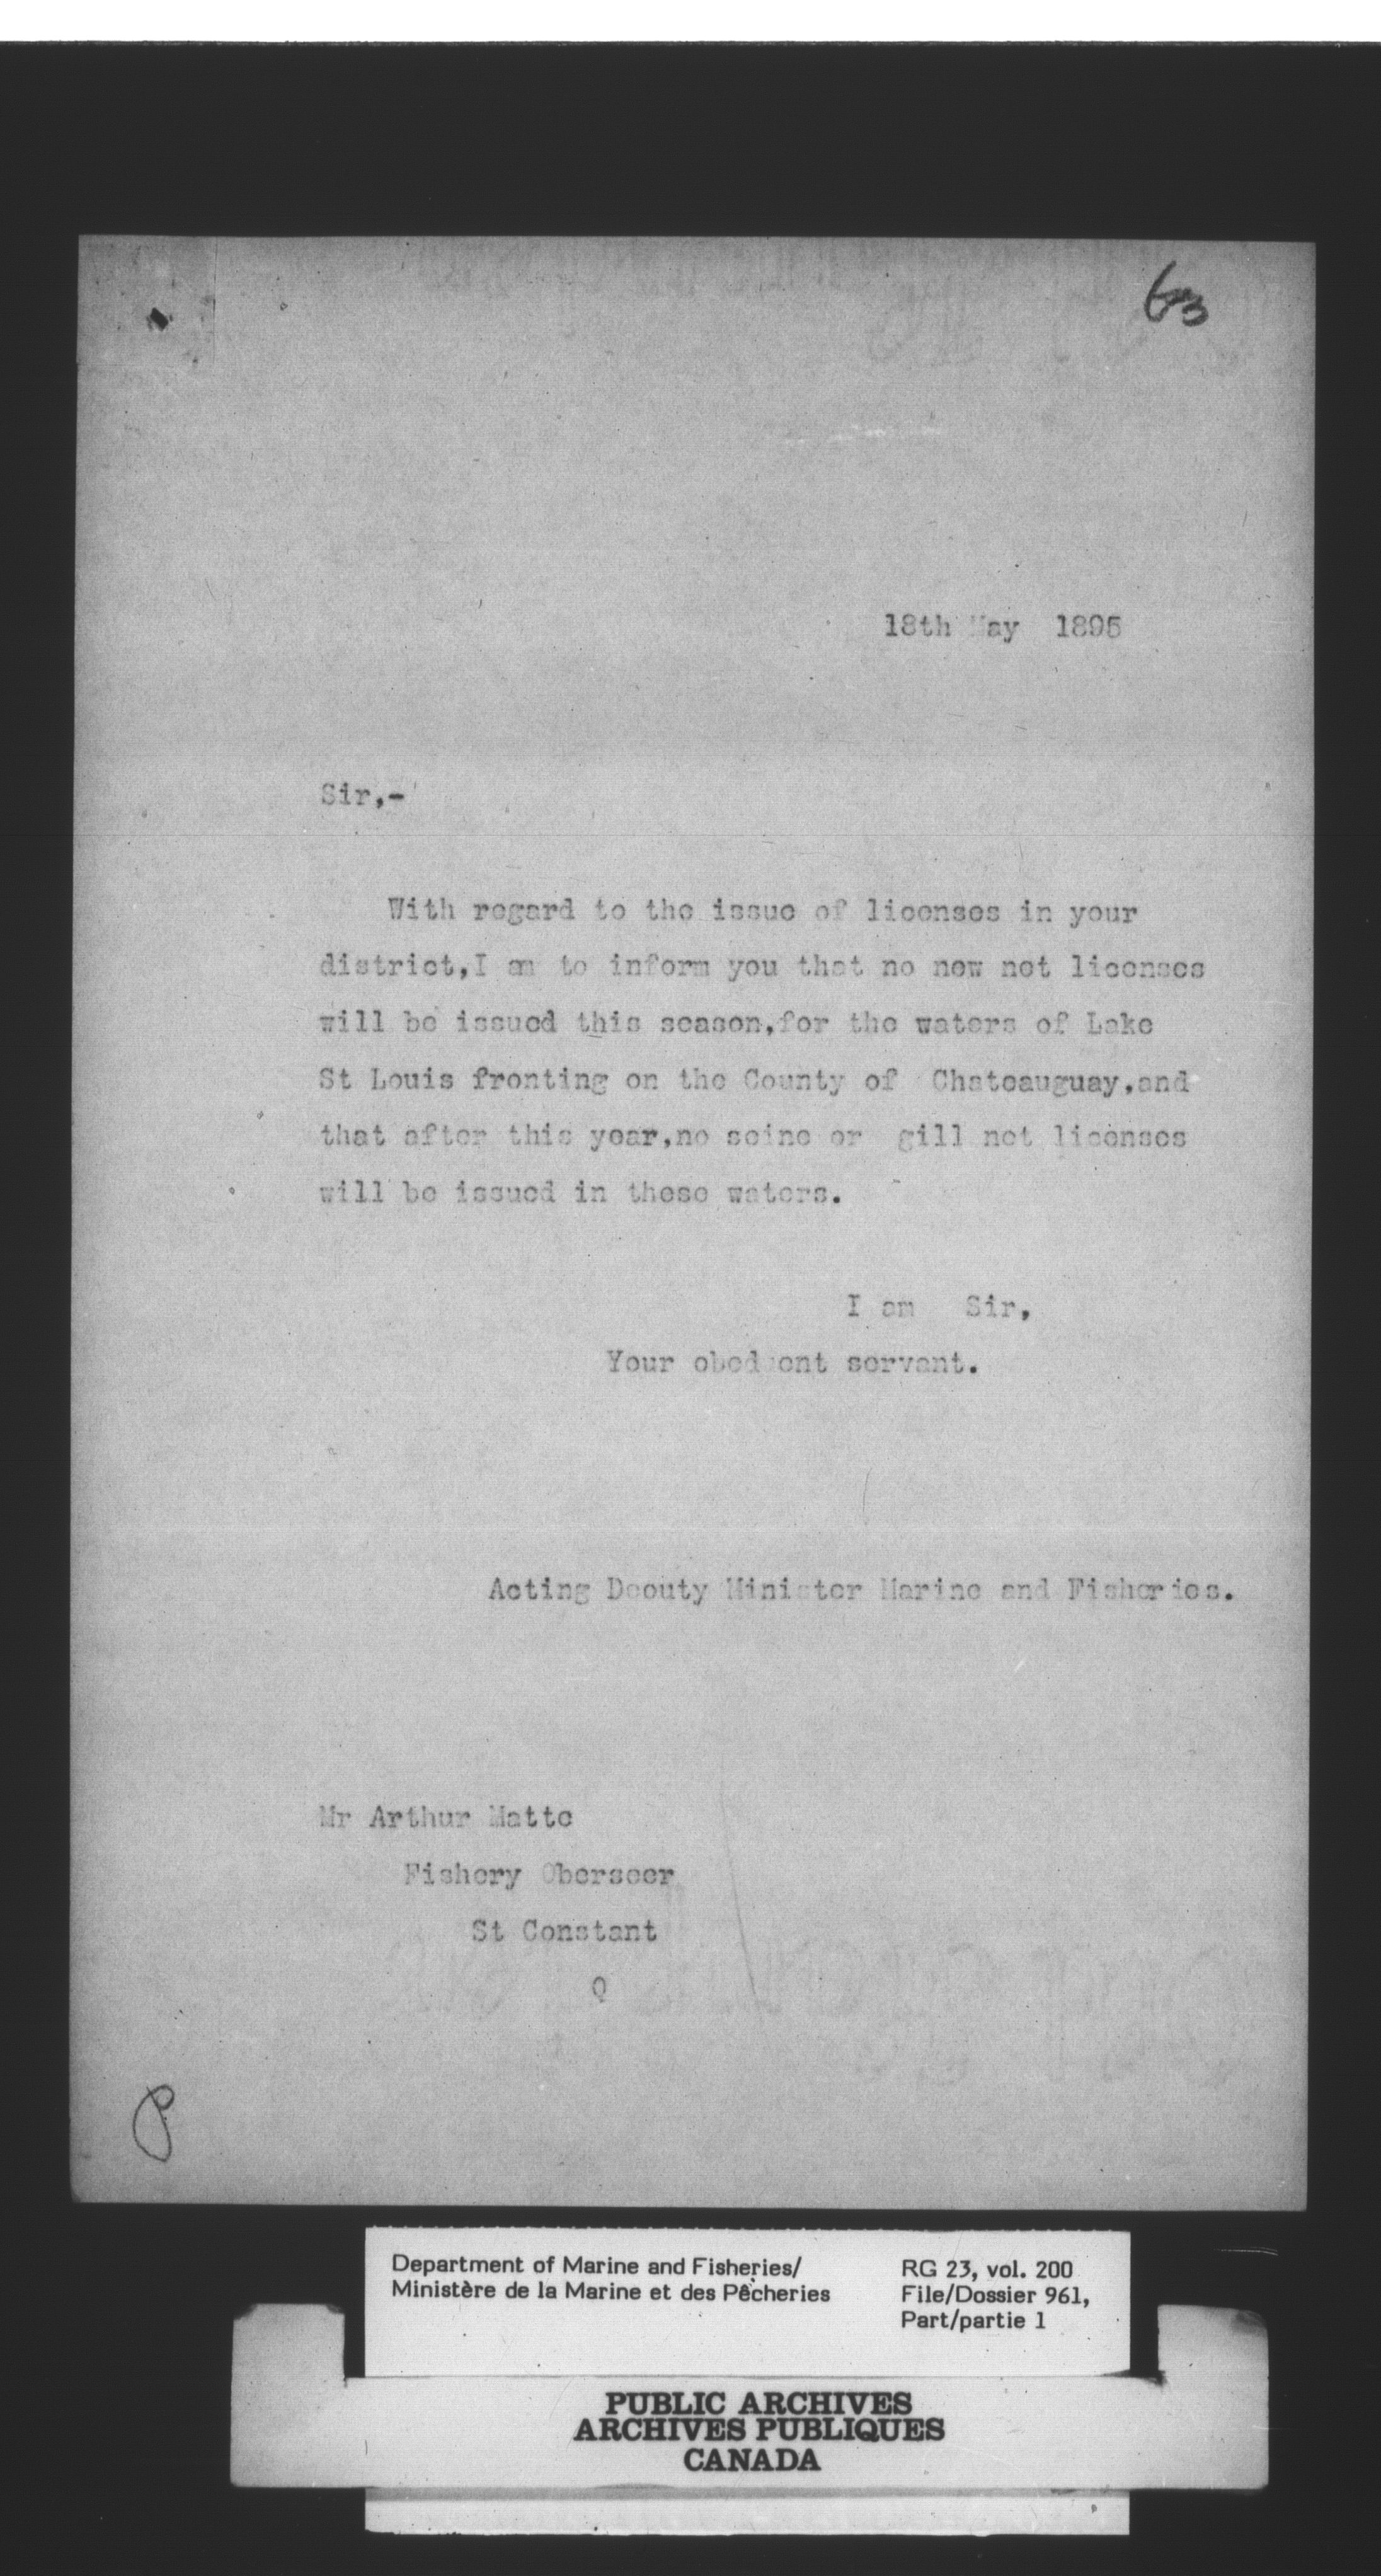 63
18th May 1895
Sir,-
With regard to the issue of licenses in your
district,I am to inform you that no new net licenses
will be issued this season,for the waters of Lake
St Louis fronting on the County of Chateauguay,and
that after this year,no seine or gill net licenses
will be issued in these waters.
I am Sir,
Your obedient servant.
Acting Deputy Minister Marine and Fisheries.
Mr Arthur Matte
Fishery Oberseer
St Constant
Q
P
Department of Marine and Fisheries/
Ministère de la Marine et des Pêcheries
RG 23, vol. 200
File/Dossier 961,
Part/partie 1
PUBLIC ARCHIVES
ARCHIVES PUBLIQUES
CANADA